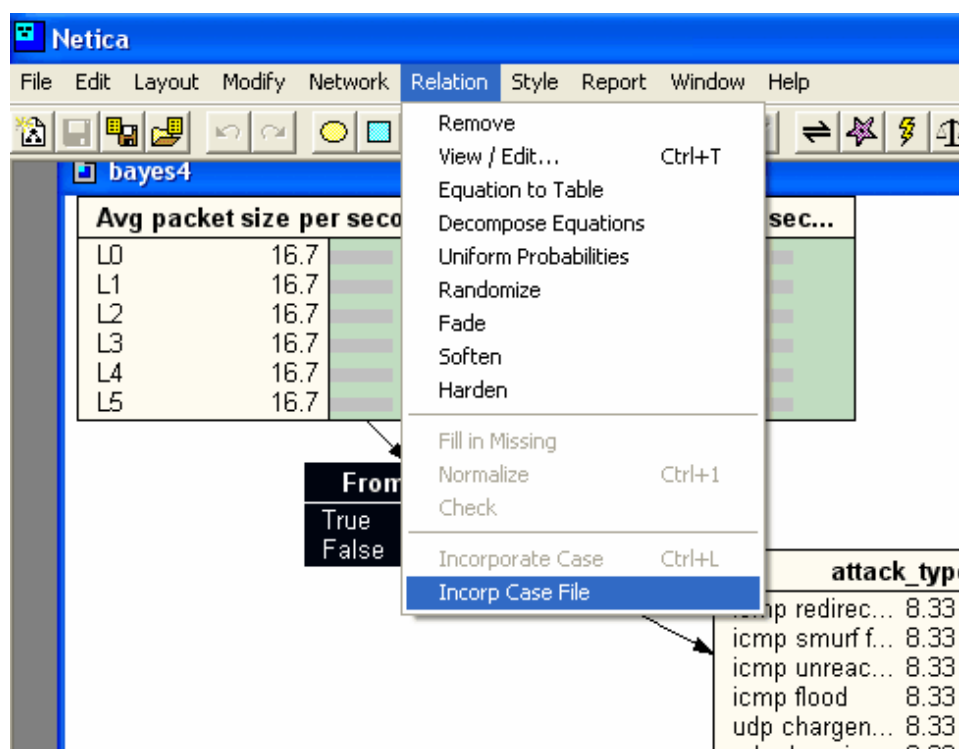 Netica
File Edit Layout Modify Network Relation Style Report Window Help
bayes4
Remove
View / Edit... Ctrl+T
Equation to Table
Decompose Equations
Uniform Probabilities
Randomize
Fade
Soften
Harden
Fill in Missing
Normalize Ctrl+1
Check
Incorporate Case Ctrl+L
Incorp Case File
Avg packet size per seco
sec...
L0 16.7
L1 16.7
L2 16.7
L3 16.7
L4 16.7
L5 16.7
From
True
False
attack_type
icmp redirec... 8.33
icmp smurf f... 8.33
icmp unreac... 8.33
icmp flood 8.33
udp chargen... 8.33